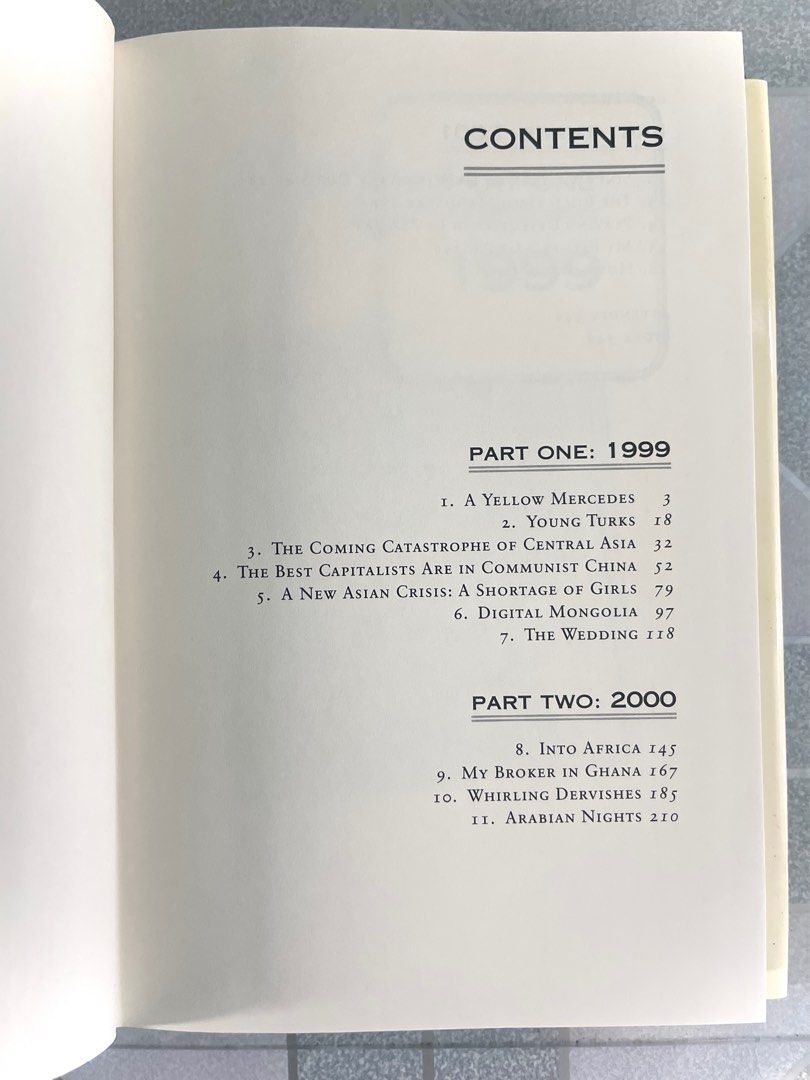 CONTENTS
PART ONE: 1999
1. A Yellow Mercedes 3
2. Young Turks 18
3. The Coming Catastrophe of Central Asia 32
4. The Best Capitalists Are in Communist China 52
5. A New Asian Crisis: A Shortage of Girls 79
6. Digital Mongolia 97
7. The Wedding 118
PART TWO: 2000
8. Into Africa 145
9. My Broker in Ghana 167
10. Whirling Dervishes 185
11. Arabian Nights 210